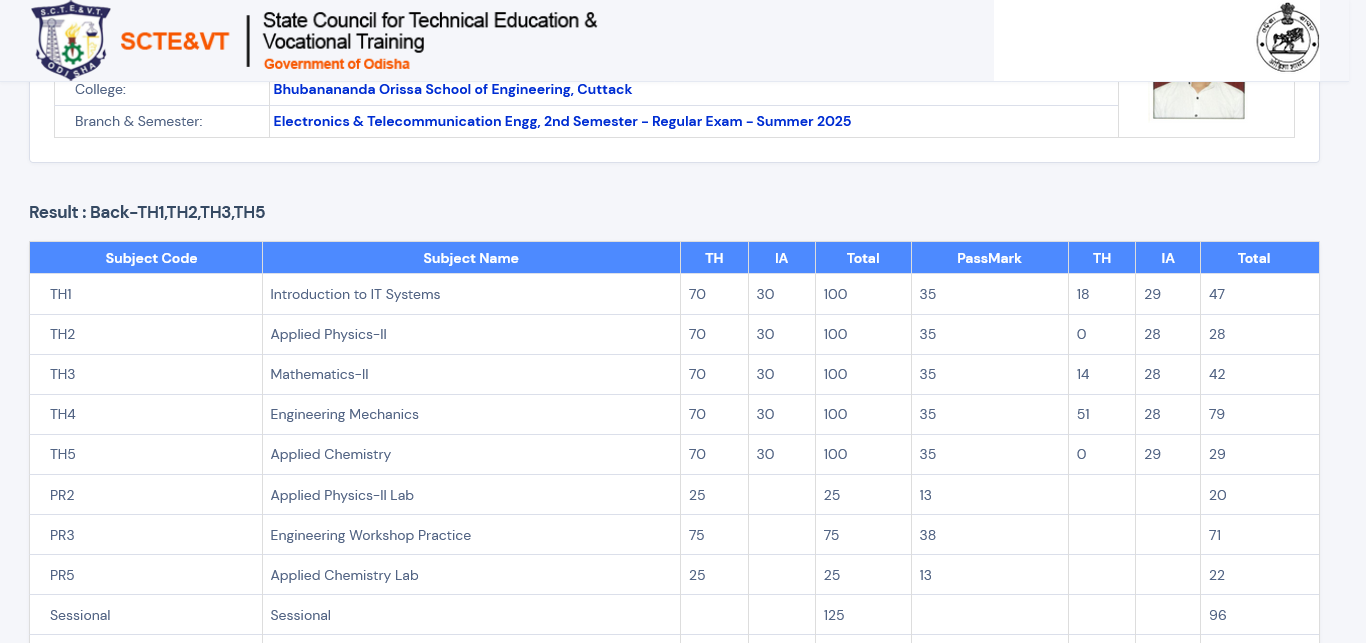 S.C.T.E.&V.T.
ODISHA
SCTE&VT
State Council for Technical Education &
Vocational Training
Government of Odisha
College: Bhubanananda Orissa School of Engineering, Cuttack
Branch & Semester: Electronics & Telecommunication Engg, 2nd Semester - Regular Exam - Summer 2025
Result : Back-TH1,TH2,TH3,TH5
Subject Code Subject Name TH IA Total PassMark TH IA Total
TH1 Introduction to IT Systems 70 30 100 35 18 29 47
TH2 Applied Physics-II 70 30 100 35 0 28 28
TH3 Mathematics-II 70 30 100 35 14 28 42
TH4 Engineering Mechanics 70 30 100 35 51 28 79
TH5 Applied Chemistry 70 30 100 35 0 29 29
PR2 Applied Physics-II Lab 25 25 13 20
PR3 Engineering Workshop Practice 75 75 38 71
PR5 Applied Chemistry Lab 25 25 13 22
Sessional Sessional 125 96